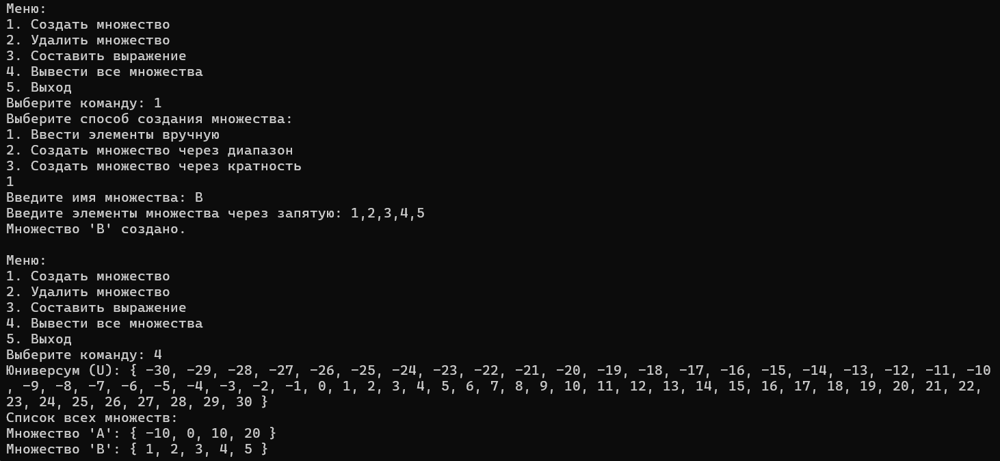 Меню:
1. Создать множество
2. Удалить множество
3. Составить выражение
4. Вывести все множества
5. Выход
Выберите команду: 1
Выберите способ создания множества:
1. Ввести элементы вручную
2. Создать множество через диапазон
3. Создать множество через кратность
1
Введите имя множества: B
Введите элементы множества через запятую: 1,2,3,4,5
Множество 'B' создано.
Меню:
1. Создать множество
2. Удалить множество
3. Составить выражение
4. Вывести все множества
5. Выход
Выберите команду: 4
Юниверсум (U): { -30, -29, -28, -27, -26, -25, -24, -23, -22, -21, -20, -19, -18, -17, -16, -15, -14, -13, -12, -11, -10
, -9, -8, -7, -6, -5, -4, -3, -2, -1, 0, 1, 2, 3, 4, 5, 6, 7, 8, 9, 10, 11, 12, 13, 14, 15, 16, 17, 18, 19, 20, 21, 22,
23, 24, 25, 26, 27, 28, 29, 30 }
Список всех множеств:
Множество 'A': { -10, 0, 10, 20 }
Множество 'B': { 1, 2, 3, 4, 5 }